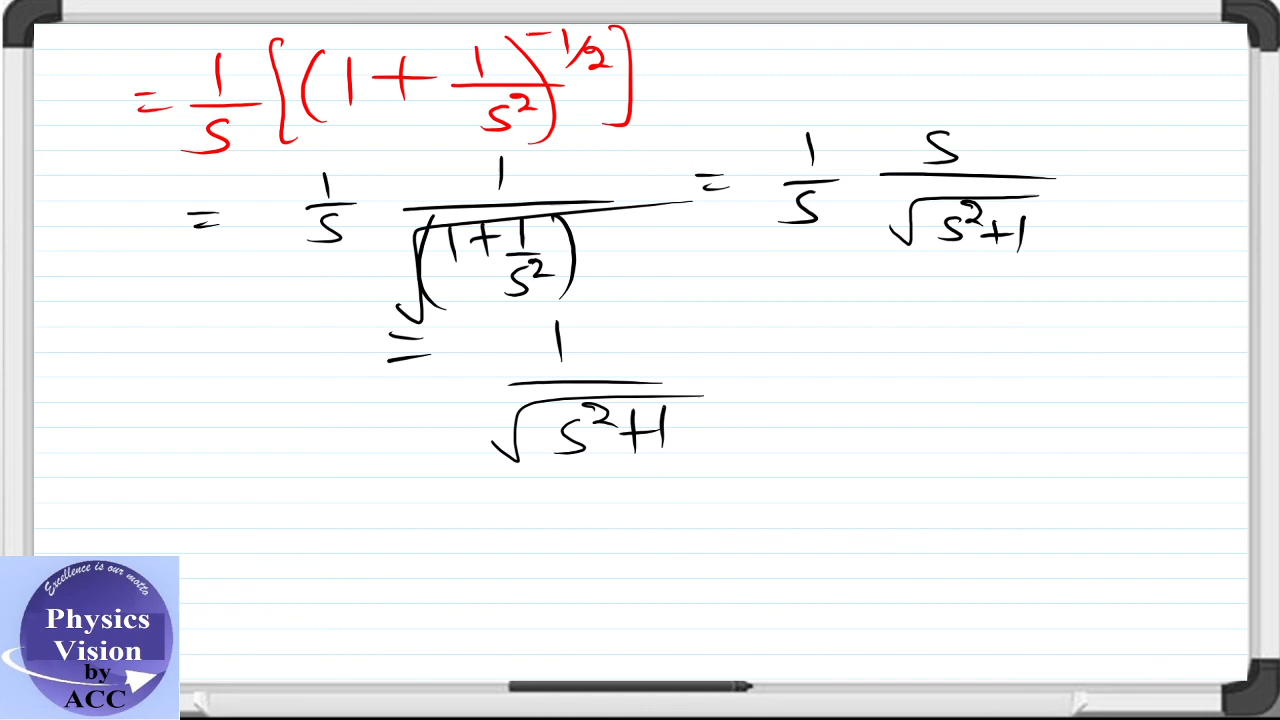 = 1/s [(1 + 1/s²)^-1/2]
= 1/s 1/√(1+1/s²) = 1/s s/√s²+1
= 1/√s²+1
Excellence is our motto
Physics
Vision
by
ACC